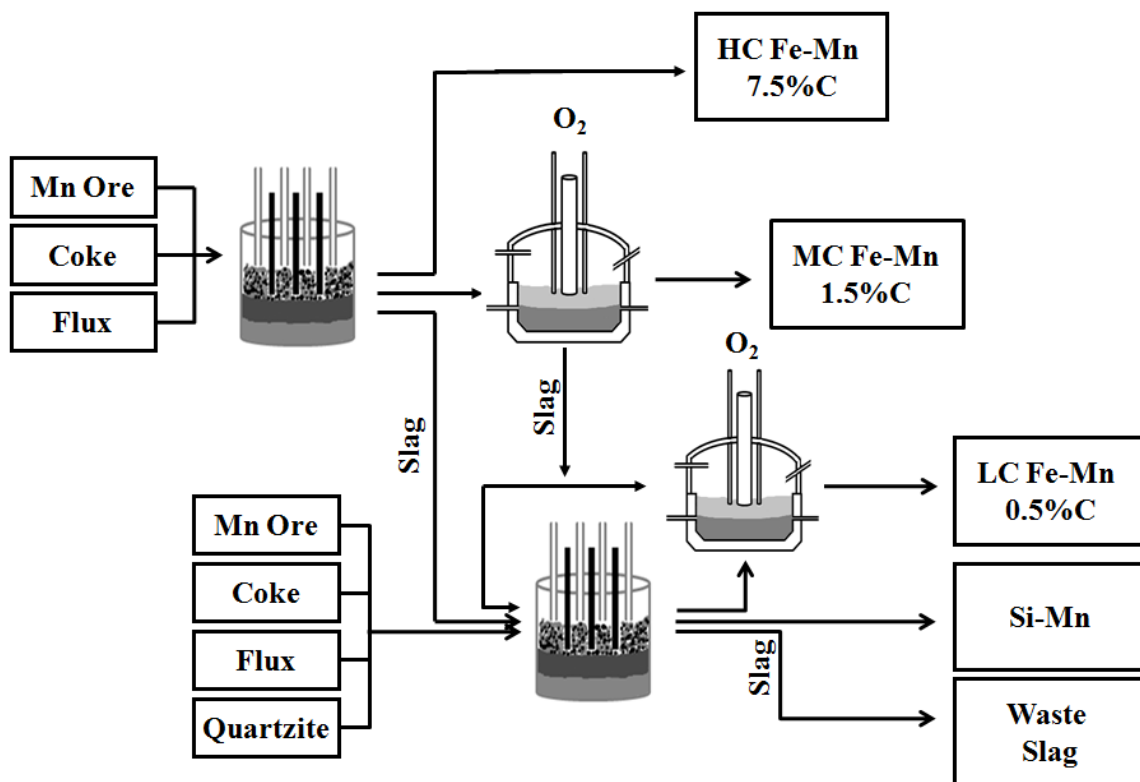 HC Fe-Mn
7.5%C
O₂
Mn Ore
Coke
Flux
MC Fe-Mn
1.5%C
O₂
Slag
Slag
LC Fe-Mn
0.5%C
Mn Ore
Coke
Flux
Quartzite
Si-Mn
Slag
Waste
Slag